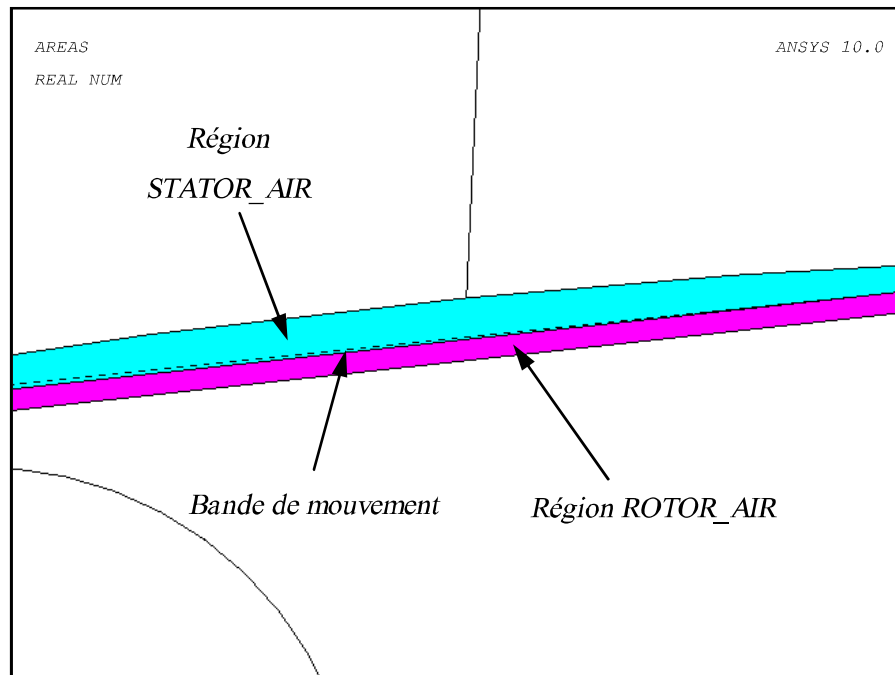 AREAS
ANSYS 10.0
REAL NUM
Région
STATOR_AIR
Bande de mouvement
Région ROTOR_AIR